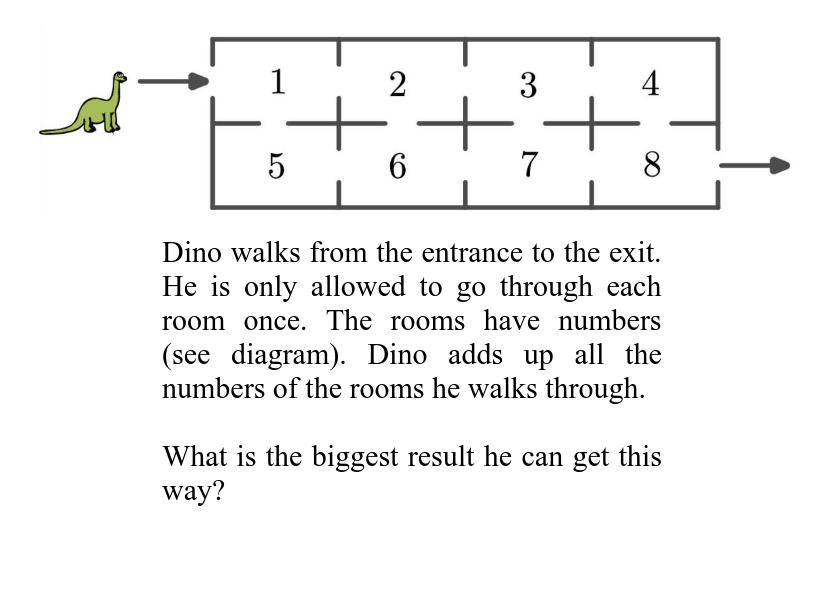 1 2 3 4
5 6 7 8
Dino walks from the entrance to the exit.
He is only allowed to go through each
room once. The rooms have numbers
(see diagram). Dino adds up all the
numbers of the rooms he walks through.
What is the biggest result he can get this
way?